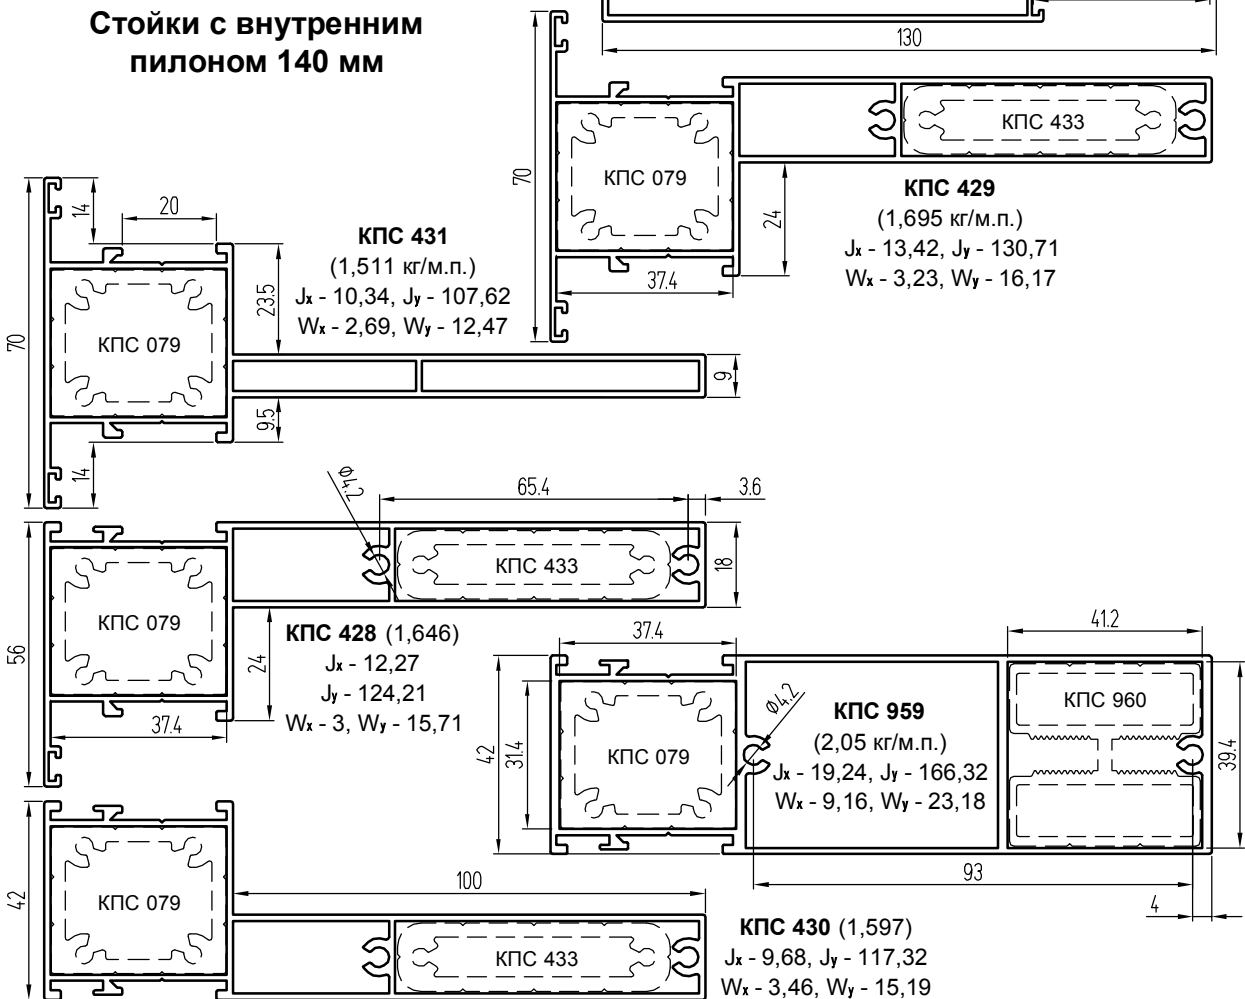 Стойки с внутренним
пилоном 140 мм
130
70
КПС 079
КПС 433
37.4
24
КПС 429
(1,695 кг/м.п.)
Jx - 13,42, Jy - 130,71
Wx - 3,23, Wy - 16,17
70
14
20
23.5
КПС 431
(1,511 кг/м.п.)
Jx - 10,34, Jy - 107,62
Wx - 2,69, Wy - 12,47
КПС 079
9
9.5
14
Ø4.2
65.4
3.6
56
КПС 079
КПС 433
18
24
37.4
КПС 428 (1,646)
Jx - 12,27
Jy - 124,21
Wx - 3, Wy - 15,71
37.4
41.2
42
31.4
КПС 079
Ø4.2
КПС 959
(2,05 кг/м.п.)
Jx - 19,24, Jy - 166,32
Wx - 9,16, Wy - 23,18
КПС 960
39.4
93
4
42
КПС 079
100
КПС 433
КПС 430 (1,597)
Jx - 9,68, Jy - 117,32
Wx - 3,46, Wy - 15,19